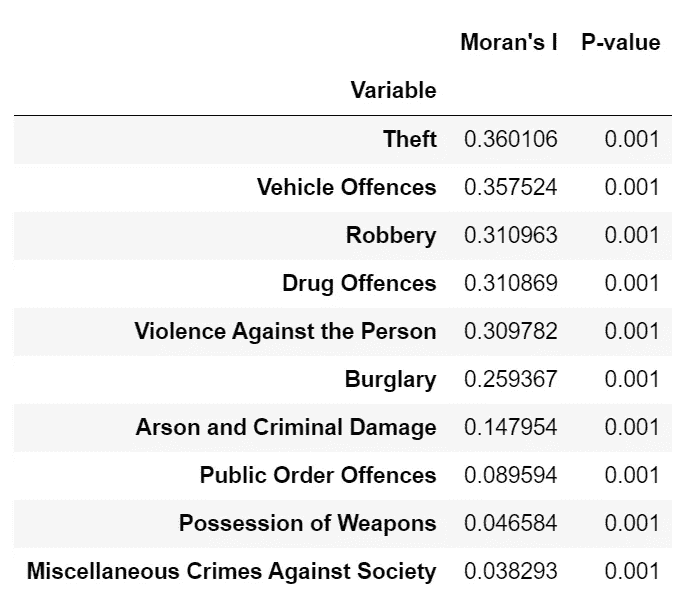 Moran's I P-value
Variable
Theft 0.360106 0.001
Vehicle Offences 0.357524 0.001
Robbery 0.310963 0.001
Drug Offences 0.310869 0.001
Violence Against the Person 0.309782 0.001
Burglary 0.259367 0.001
Arson and Criminal Damage 0.147954 0.001
Public Order Offences 0.089594 0.001
Possession of Weapons 0.046584 0.001
Miscellaneous Crimes Against Society 0.038293 0.001